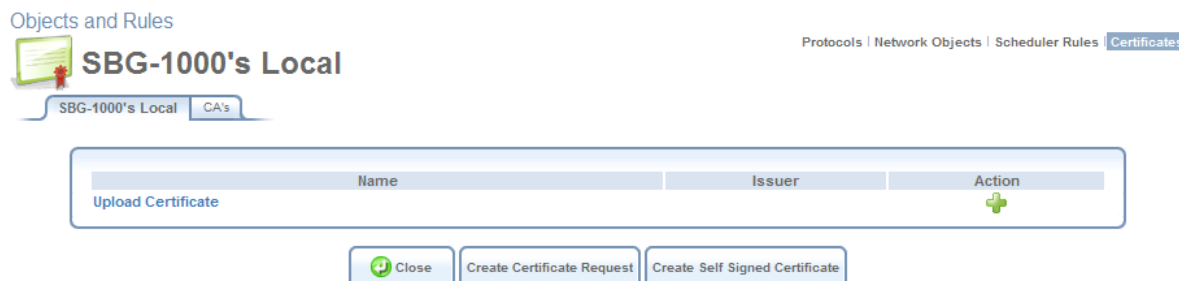 Objects and Rules
Protocols | Network Objects | Scheduler Rules | Certificates
SBG-1000's Local
SBG-1000's Local CA's
Name Issuer Action
Upload Certificate
Close Create Certificate Request Create Self Signed Certificate